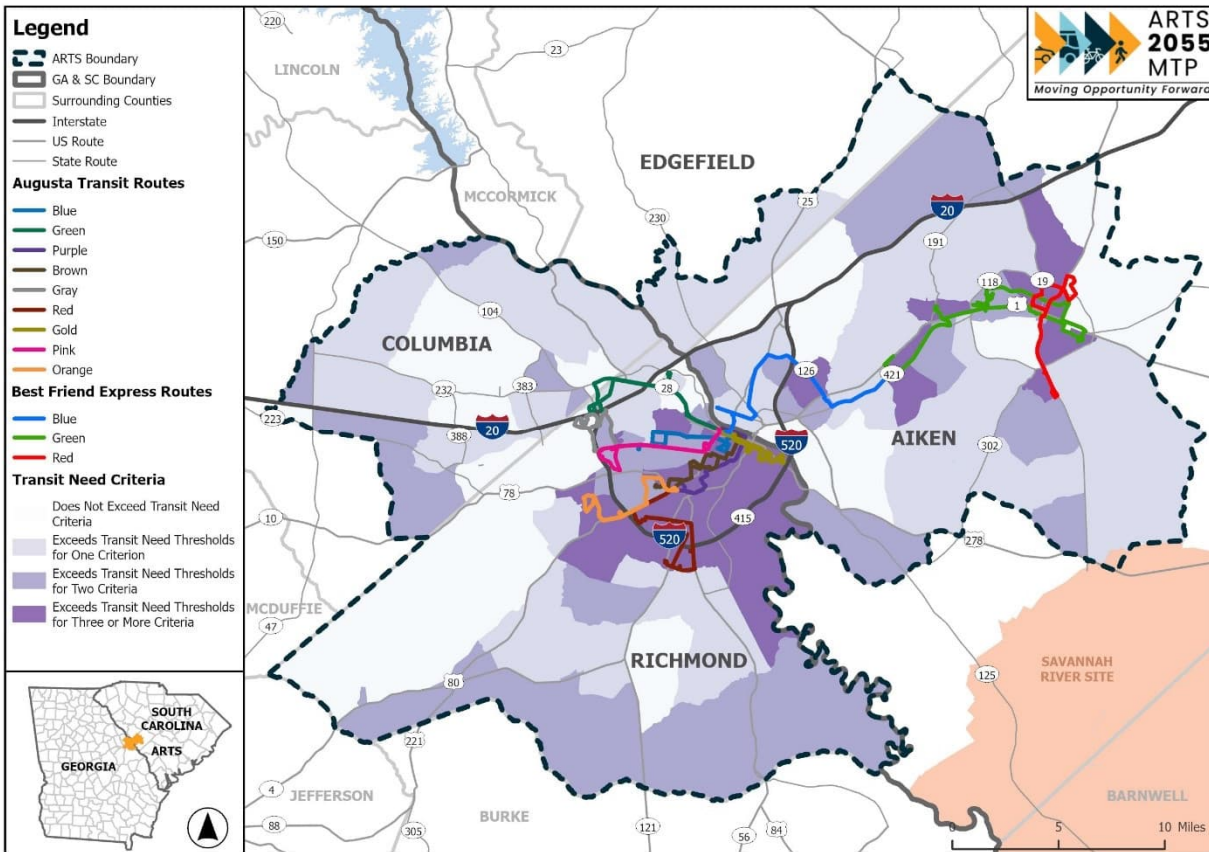 Legend
ARTS Boundary
GA & SC Boundary
Surrounding Counties
Interstate
US Route
State Route
Augusta Transit Routes
Blue
Green
Purple
Brown
Gray
Red
Gold
Pink
Orange
Best Friend Express Routes
Blue
Green
Red
Transit Need Criteria
Does Not Exceed Transit Need
Criteria
Exceeds Transit Need Thresholds
for One Criterion
Exceeds Transit Need Thresholds
for Two Criteria
Exceeds Transit Need Thresholds
for Three or More Criteria
SOUTH
CAROLINA
ARTS
GEORGIA
ARTS
2055
MTP
Moving Opportunity Forward
220
23
LINCOLN
EDGEFIELD
MCCORMICK
25
20
230
150
191
118
19
1
104
COLUMBIA
232
383
28
126
421
223
388
20
520
AIKEN
302
78
10
415
520
278
MCDUFFIE
47
RICHMOND
SAVANNAH
RIVER SITE
125
80
221
4
JEFFERSON
88
305
BURKE
121
56
84
BARNWELL
0
5
10 Miles